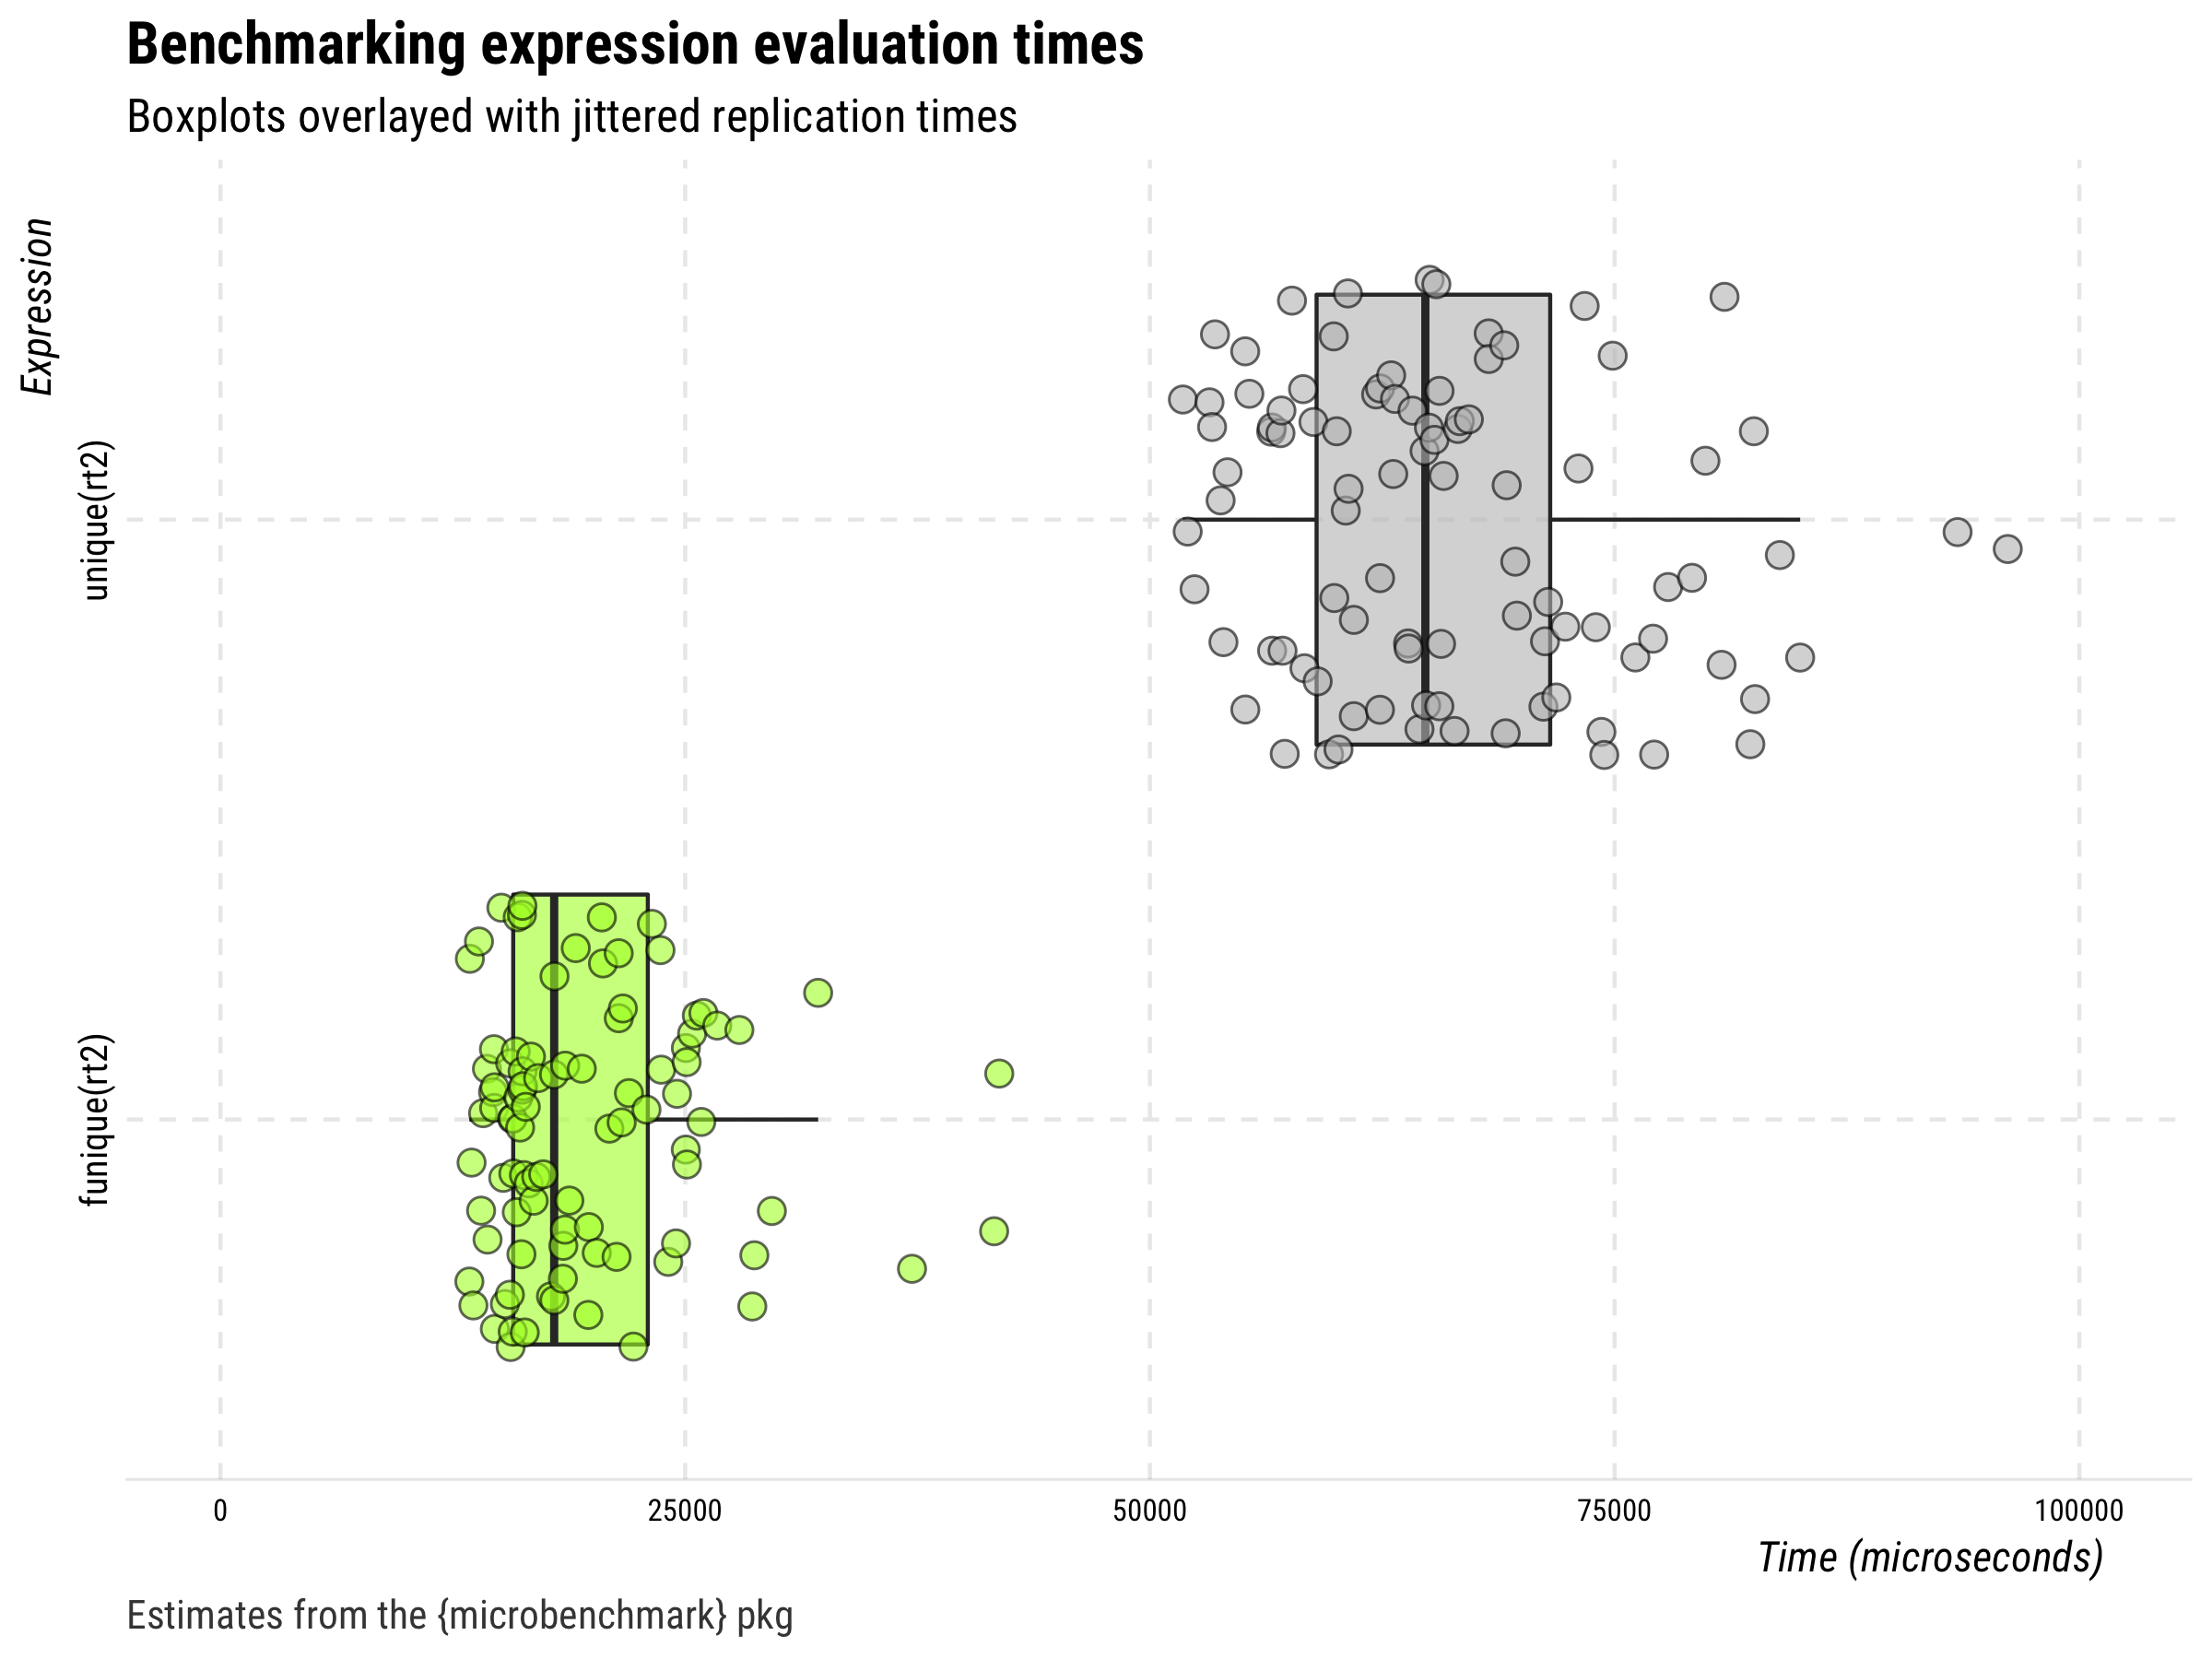 Benchmarking expression evaluation times
Boxplots overlayed with jittered replication times
Expression
unique(rt2)
funique(rt2)
0 25000 50000 75000 100000
Time (microseconds)
Estimates from the {microbenchmark} pkg